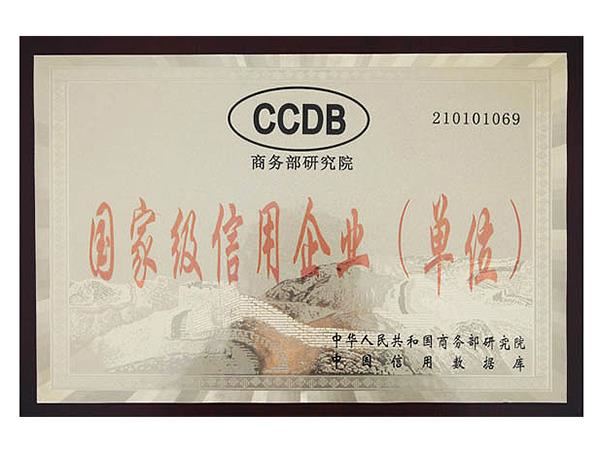 CCDB
210101069
商务部研究院
国家级信用企业(单位)
中华人民共和国商务部研究院
中国信用数据库